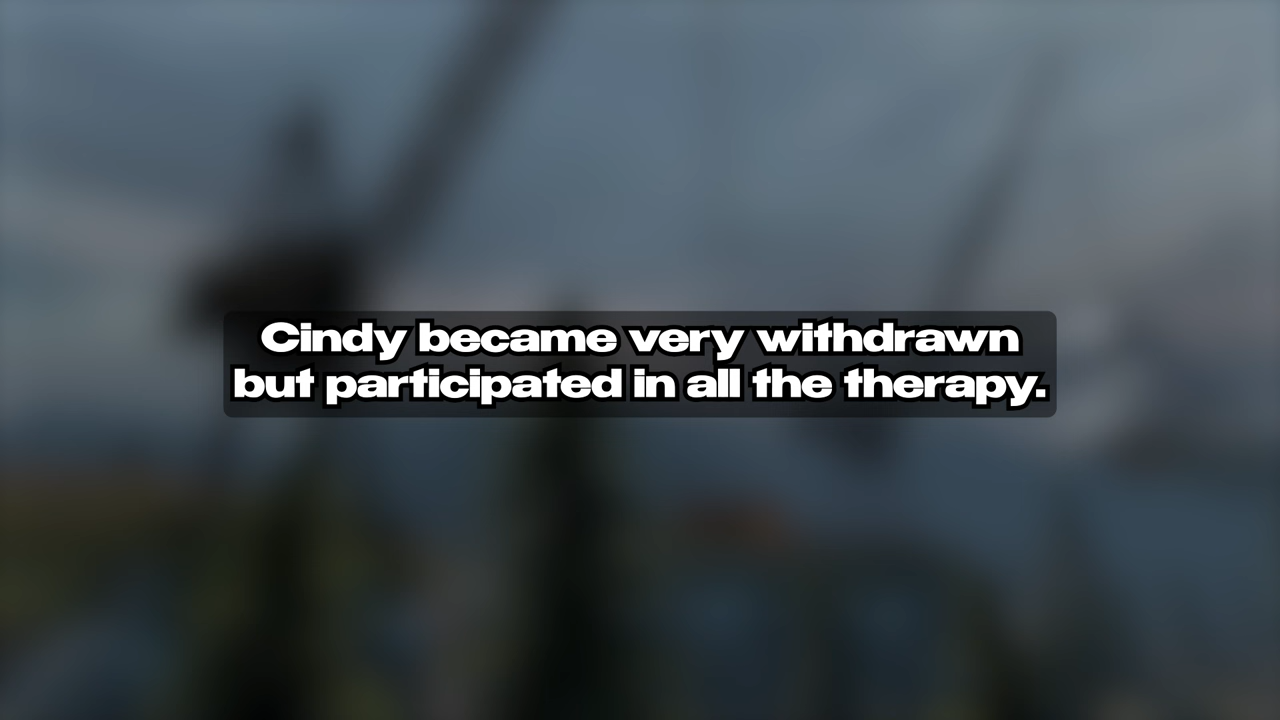 Cindy became very withdrawn
but participated in all the therapy.